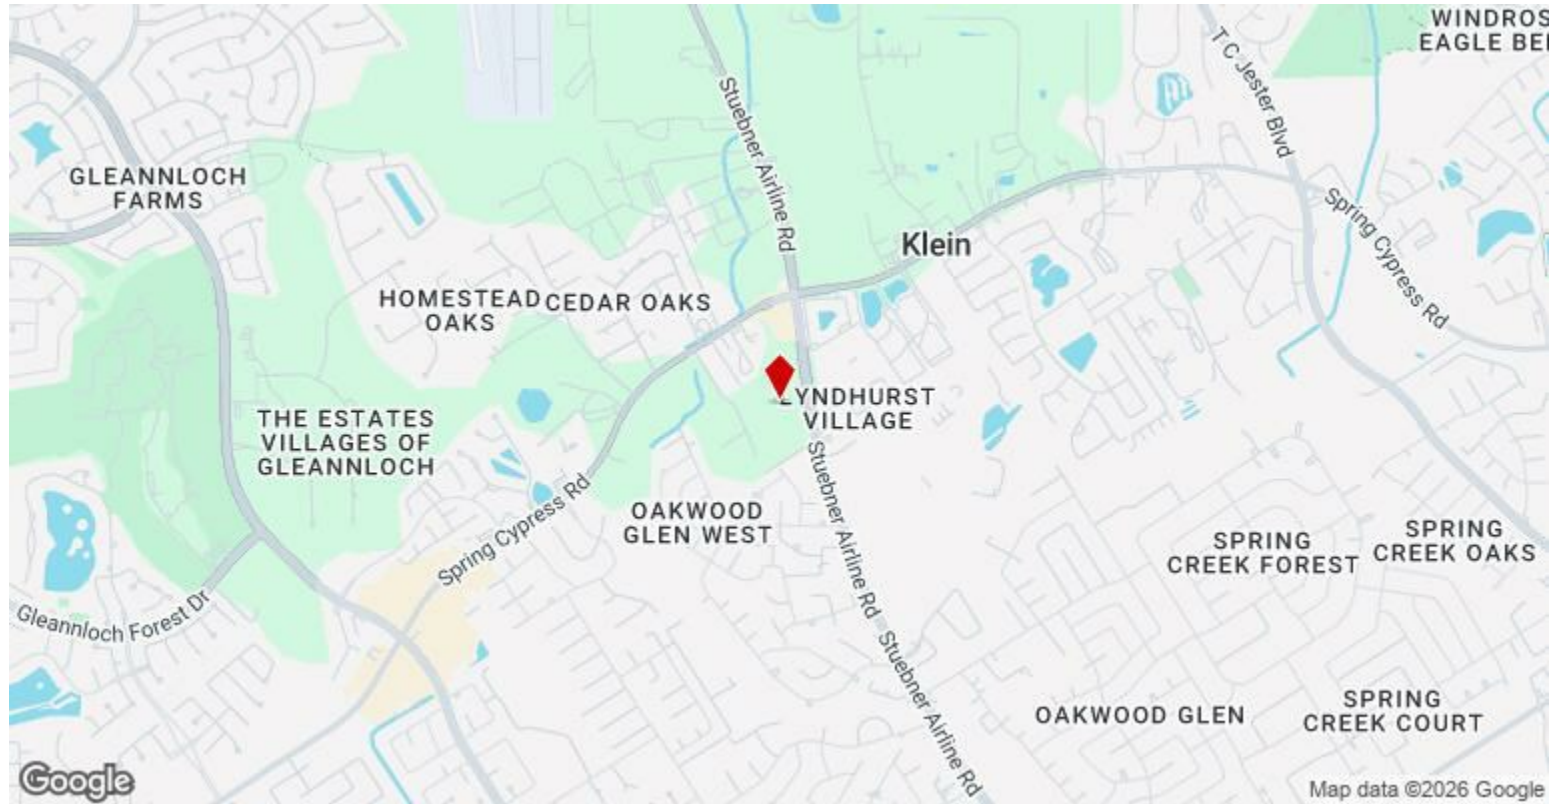 WINDROS
EAGLE BE
T C Jester Blvd
Stuebner Airline Rd
GLEANNLOCH
FARMS
Spring Cypress Rd
Klein
HOMESTEAD
OAKS
CEDAR OAKS
LYNDHURST
VILLAGE
THE ESTATES
VILLAGES OF
GLEANNLOCH
Stuebner Airline Rd
OAKWOOD
GLEN WEST
Spring Cypress Rd
SPRING
CREEK FOREST
SPRING
CREEK OAKS
Gleannloch Forest Dr
Stuebner Airline Rd
OAKWOOD GLEN
SPRING
CREEK COURT
Google
Map data ©2026 Google